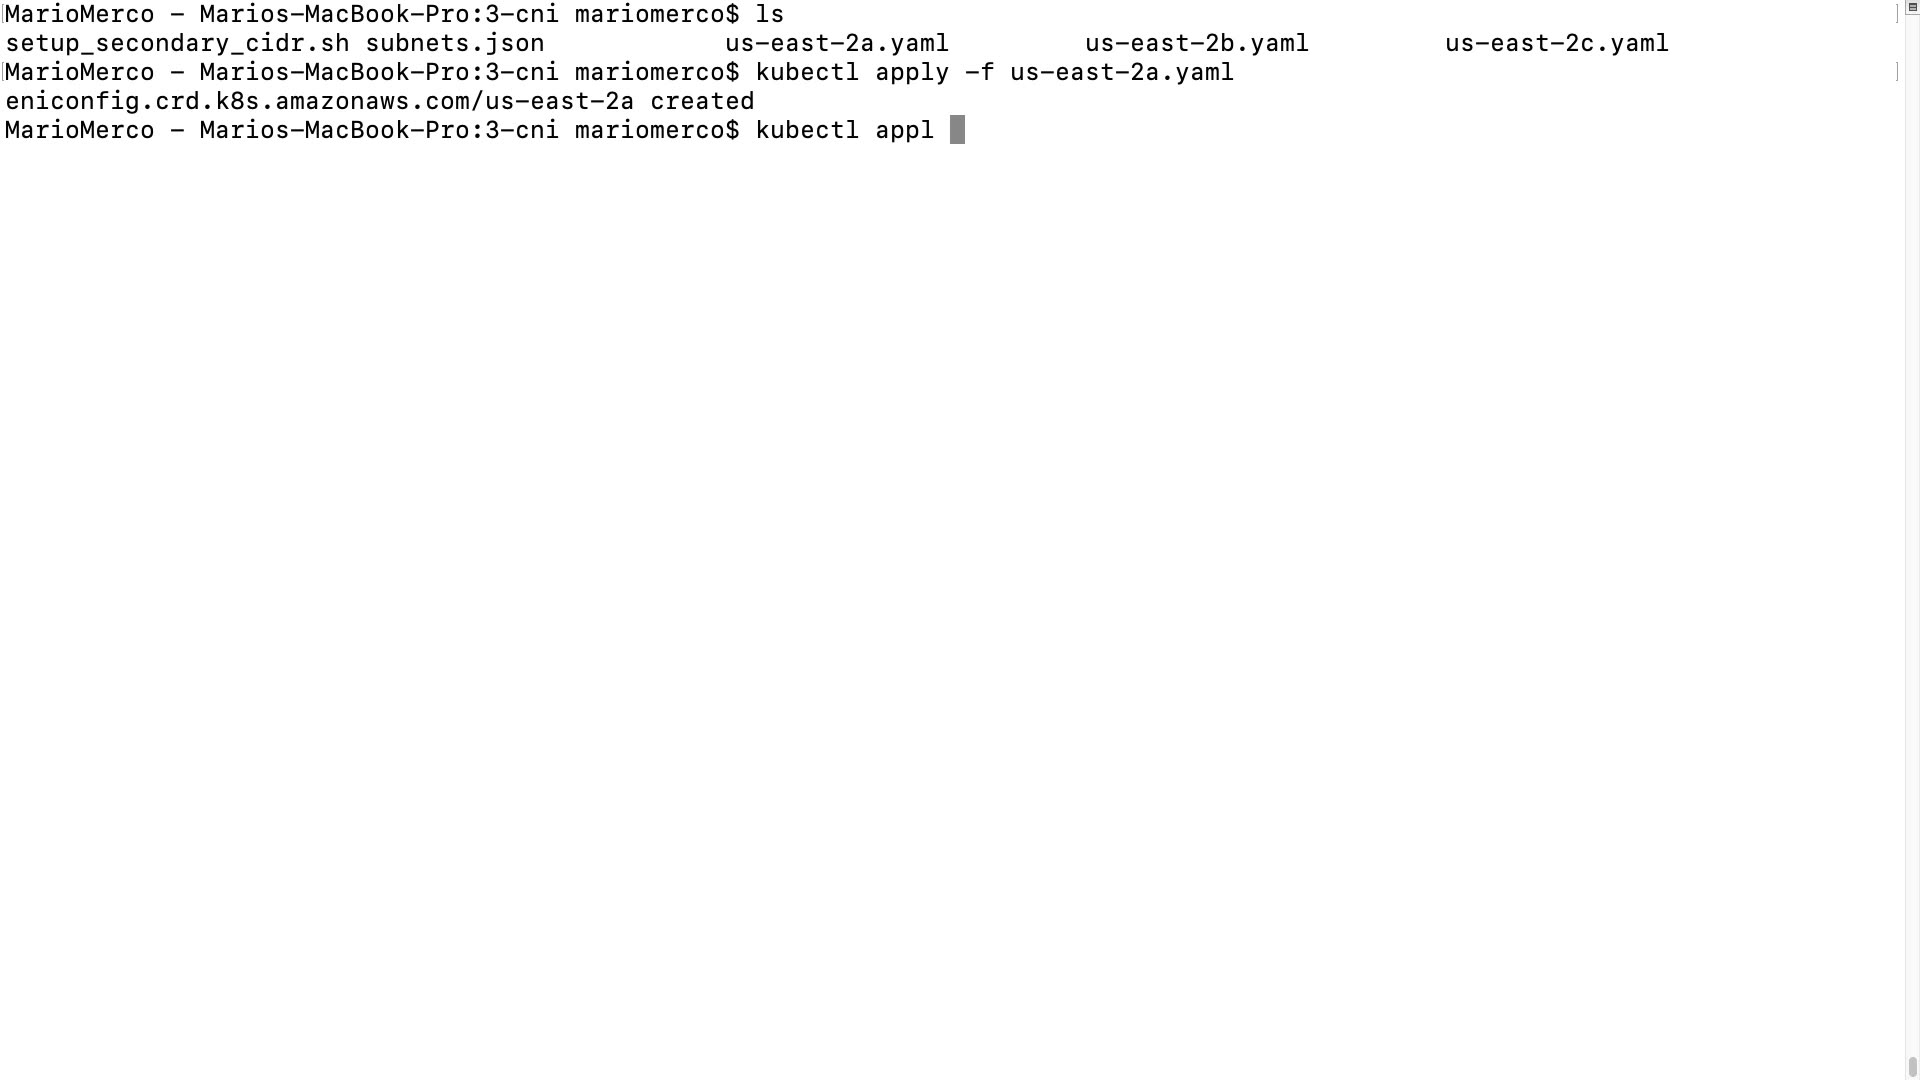 MarioMerco - Marios-MacBook-Pro:3-cni mariomerco$ ls
setup_secondary_cidr.sh subnets.json us-east-2a.yaml us-east-2b.yaml us-east-2c.yaml
MarioMerco - Marios-MacBook-Pro:3-cni mariomerco$ kubectl apply -f us-east-2a.yaml
eniconfig.crd.k8s.amazonaws.com/us-east-2a created
MarioMerco - Marios-MacBook-Pro:3-cni mariomerco$ kubectl appl